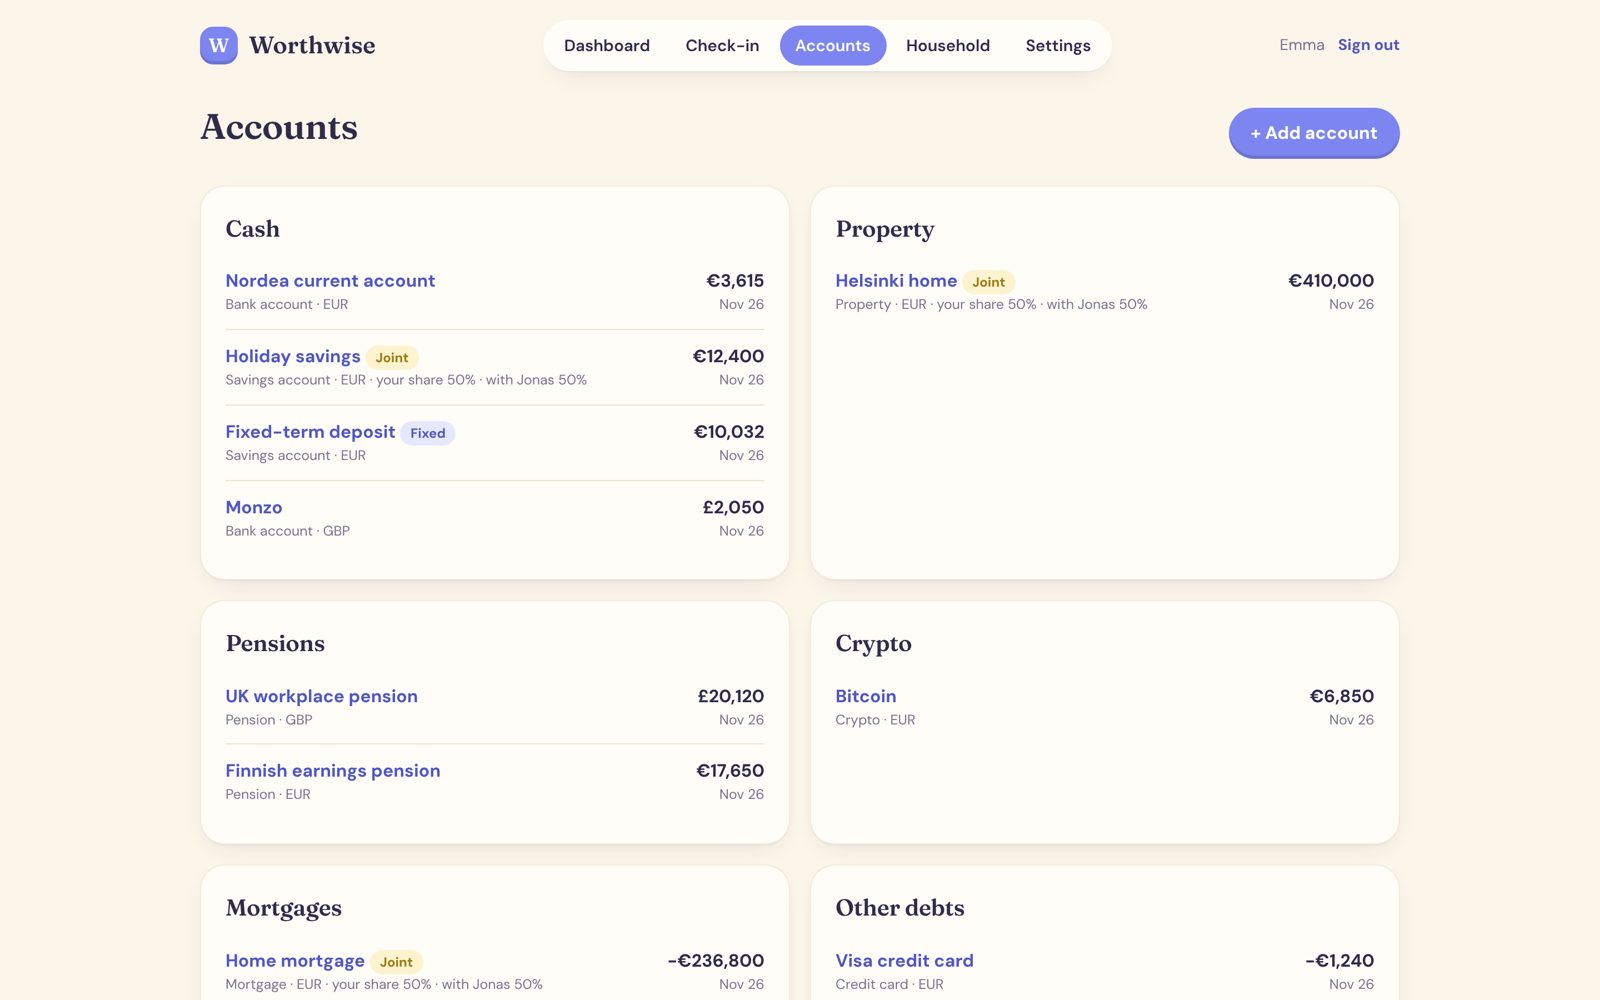 W Worthwise
Dashboard Check-in Accounts Household Settings
Emma Sign out
Accounts
+ Add account
Cash
Nordea current account €3,615
Bank account · EUR Nov 26
Holiday savings Joint €12,400
Savings account · EUR · your share 50% · with Jonas 50% Nov 26
Fixed-term deposit Fixed €10,032
Savings account · EUR Nov 26
Monzo £2,050
Bank account · GBP Nov 26
Property
Helsinki home Joint €410,000
Property · EUR · your share 50% · with Jonas 50% Nov 26
Pensions
UK workplace pension £20,120
Pension · GBP Nov 26
Finnish earnings pension €17,650
Pension · EUR Nov 26
Crypto
Bitcoin €6,850
Crypto · EUR Nov 26
Mortgages
Home mortgage Joint -€236,800
Mortgage · EUR · your share 50% · with Jonas 50% Nov 26
Other debts
Visa credit card -€1,240
Credit card · EUR Nov 26